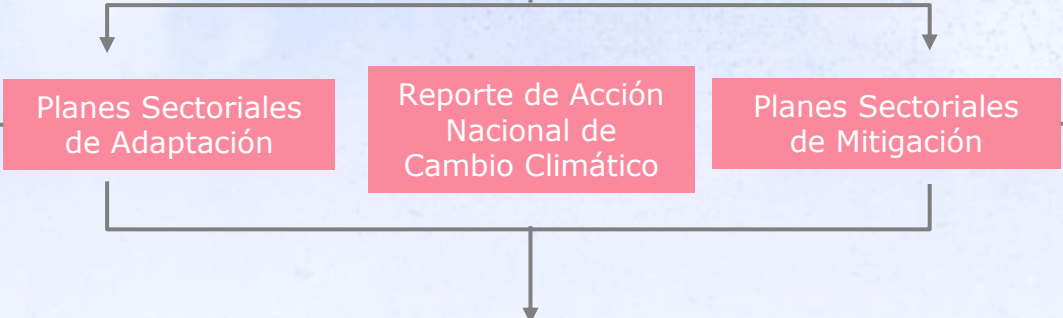 Planes Sectoriales
de Adaptación
Reporte de Acción
Nacional de
Cambio Climático
Planes Sectoriales
de Mitigación